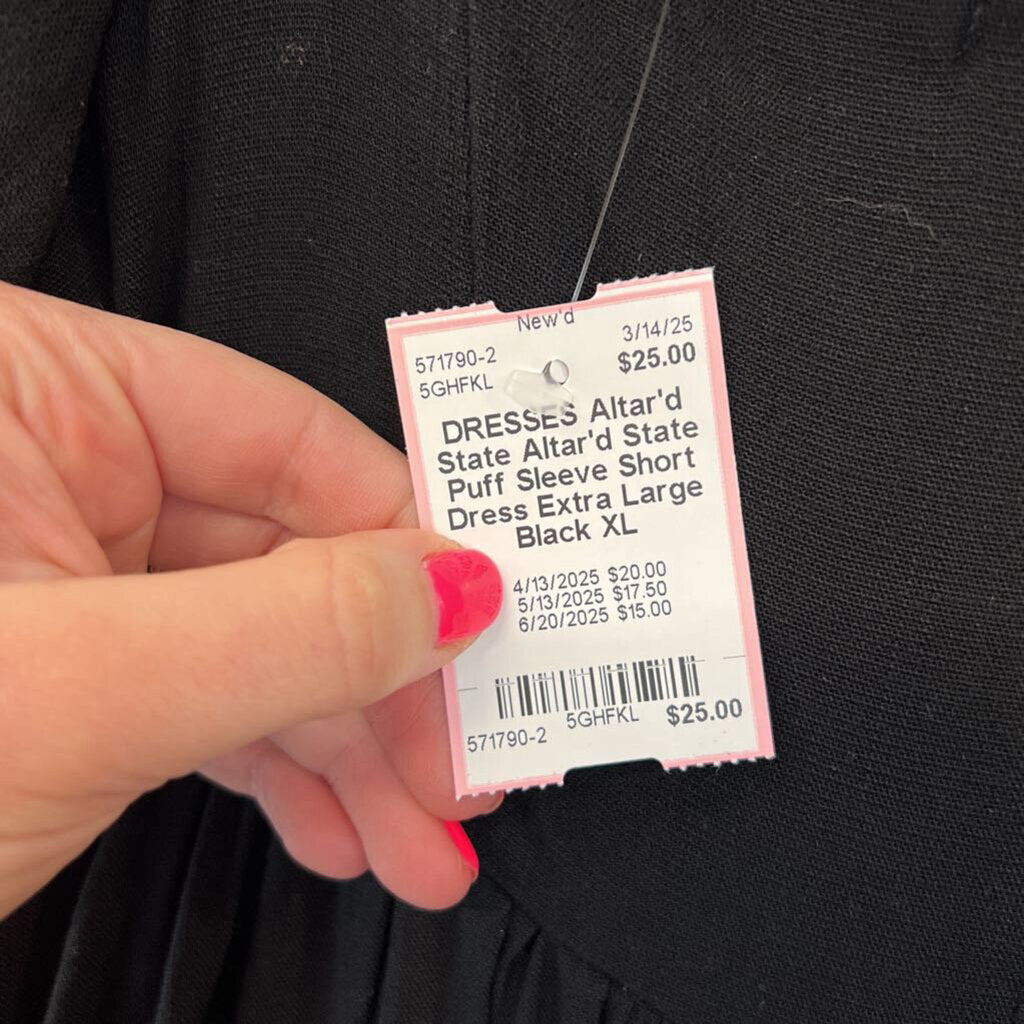 New'd
571790-2 3/14/25
5GHFKL $25.00
DRESSES Altar'd
State Altar'd State
Puff Sleeve Short
Dress Extra Large
Black XL
4/13/2025 $20.00
5/13/2025 $17.50
6/20/2025 $15.00
571790-2 5GHFKL $25.00